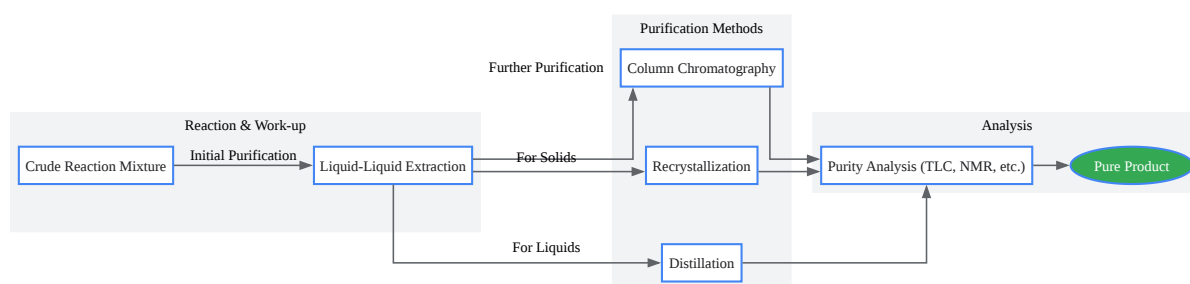 Purification Methods
Column Chromatography
Further Purification
Reaction & Work-up
Analysis
Crude Reaction Mixture
Initial Purification
Liquid-Liquid Extraction
For Solids
Recrystallization
Purity Analysis (TLC, NMR, etc.)
Pure Product
For Liquids
Distillation